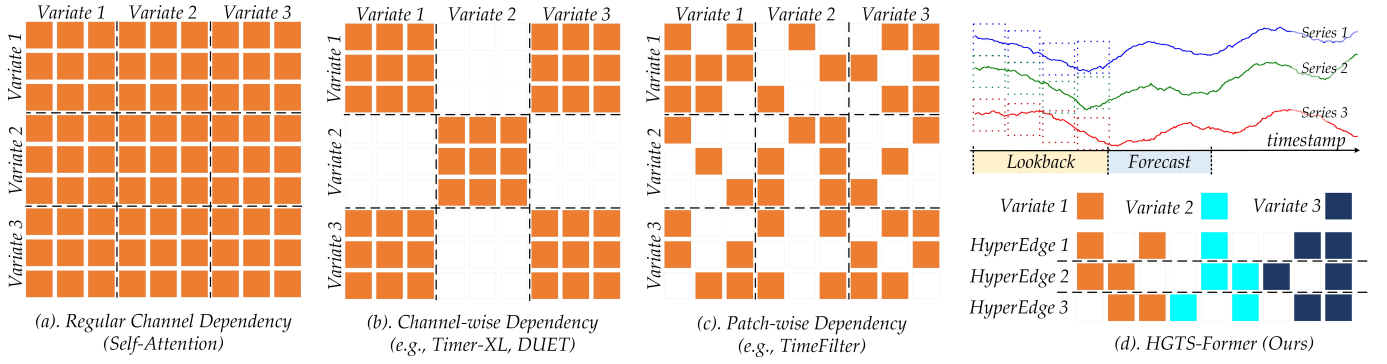 Variate 1 Variate 2 Variate 3
Variate 1
Variate 2
Variate 3
(a). Regular Channel Dependency
(Self-Attention)
Variate 1 Variate 2 Variate 3
Variate 1
Variate 2
Variate 3
(b). Channel-wise Dependency
(e.g., Timer-XL, DUET)
Variate 1 Variate 2 Variate 3
Variate 1
Variate 2
Variate 3
(c). Patch-wise Dependency
(e.g., TimeFilter)
Series 1
Series 2
Series 3
timestamp
Lookback Forecast
Variate 1 Variate 2 Variate 3
HyperEdge 1
HyperEdge 2
HyperEdge 3
(d). HGTS-Former (Ours)